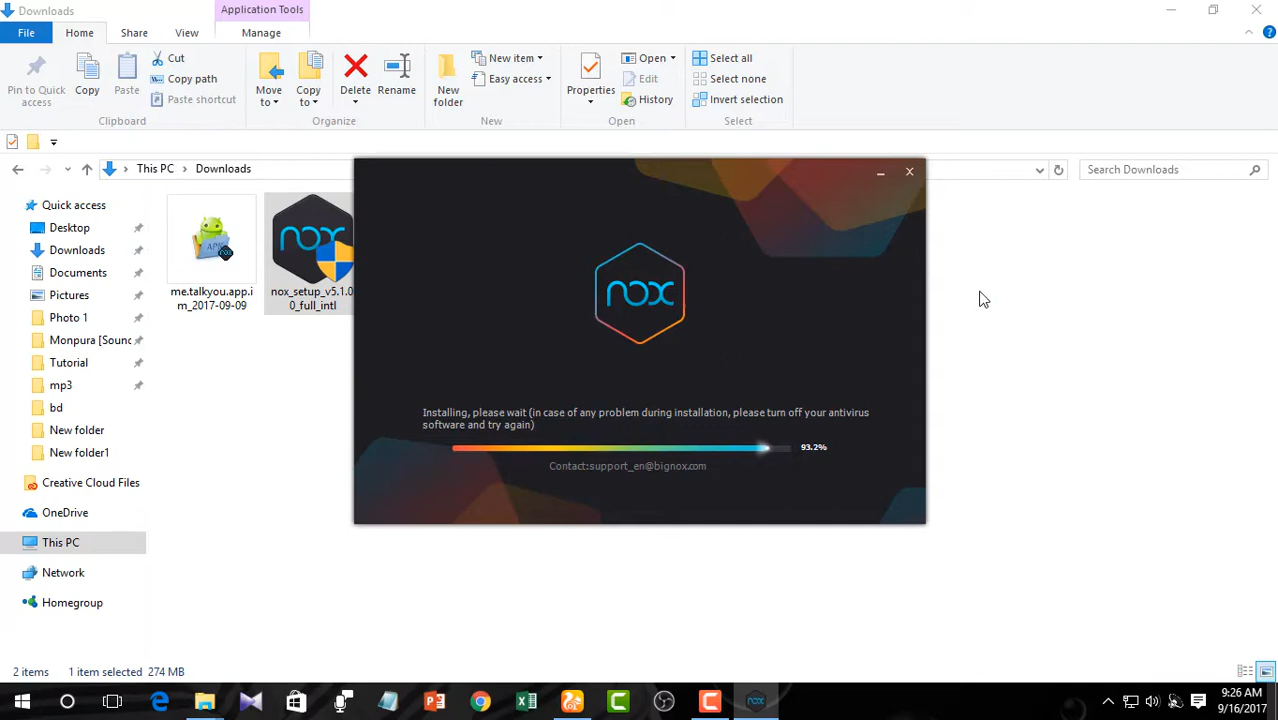 Downloads
Application Tools
File
Home
Share
View
Manage
Pin to Quick access
Copy
Paste
Cut
Copy path
Paste shortcut
Clipboard
Move to
Copy to
Delete
Rename
Organize
New folder
New item
Easy access
New
Properties
Open
Edit
History
Open
Select all
Select none
Invert selection
Select
This PC
Downloads
Search Downloads
Quick access
Desktop
Downloads
Documents
Pictures
Photo 1
Monpura [Sound
Tutorial
mp3
bd
New folder
New folder1
Creative Cloud Files
OneDrive
This PC
Network
Homegroup
APK
me.talkyou.app.i
m_2017-09-09
nox
nox_setup_v5.1.0
0_full_intl
nox
Installing, please wait (in case of any problem during installation, please turn off your antivirus
software and try again)
93.2%
Contact:support_en@bignox.com
2 items
1 item selected
274 MB
nox
9:26 AM
9/16/2017